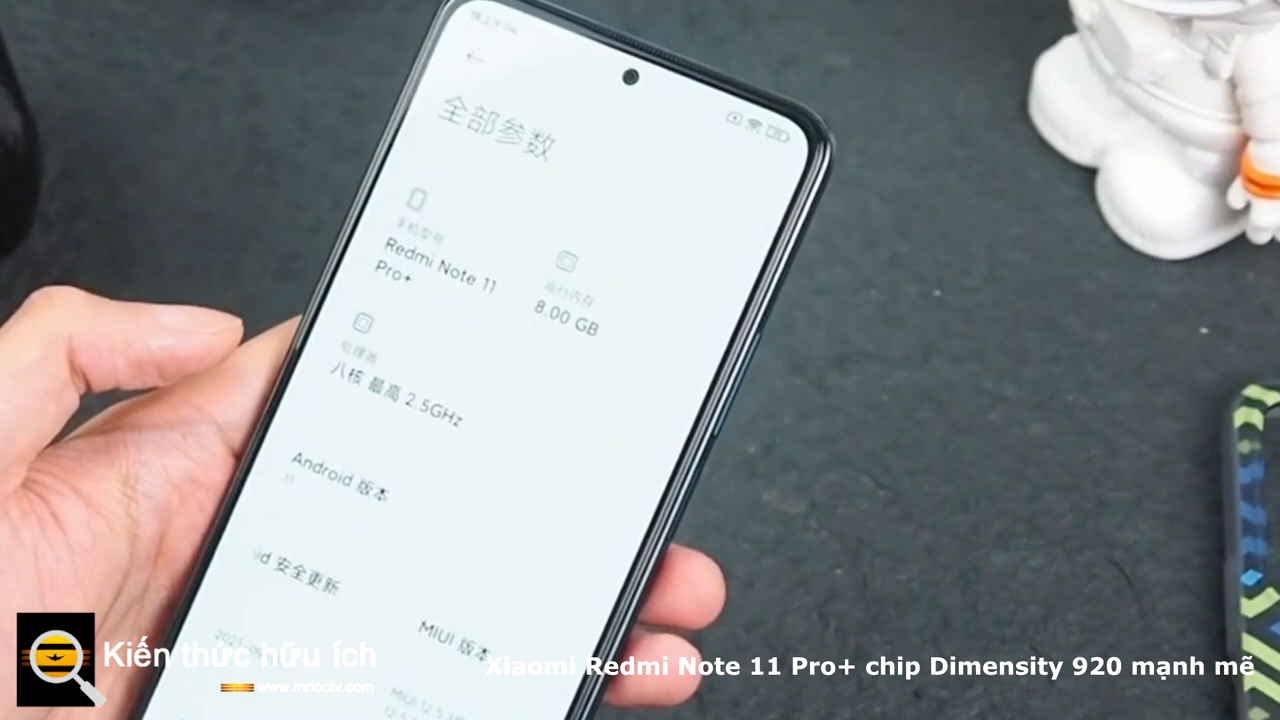 全部参数
手机型号
Redmi Note 11
Pro+
运行内存
8.00 GB
处理器
八核 最高 2.5GHz
Android 版本
11
id 安全更新
MIUI 版本
Kiến thức hữu ích
www.mrloctv.com
Xiaomi Redmi Note 11 Pro+ chip Dimensity 920 mạnh mẽ